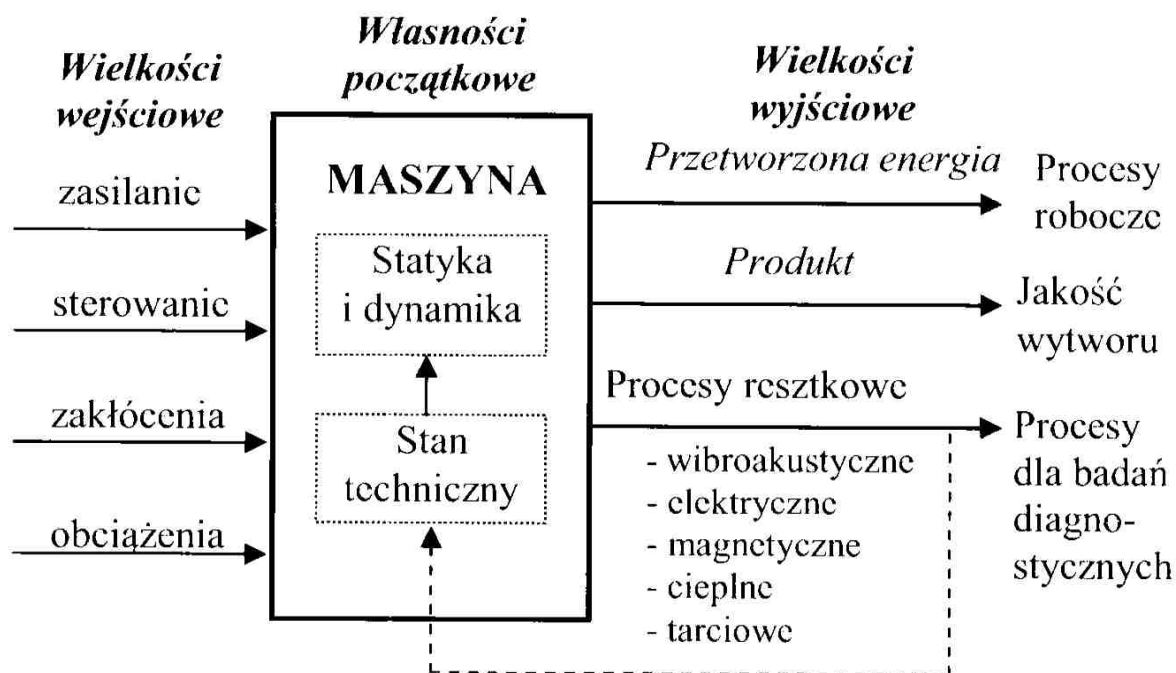 Wielkości
wejściowe
Własności
początkowe
Wielkości
wyjściowe
zasilanie
sterowanie
zakłócenia
obciążenia
MASZYNA
Statyka
i dynamika
Stan
techniczny
Przetworzona energia
Produkt
Procesy resztkowe
- wibroakustyczne
- elektryczne
- magnetyczne
- cieplne
- tarciowe
Procesy
robocze
Jakość
wytworu
Procesy
dla badań
diagno-
stycznych